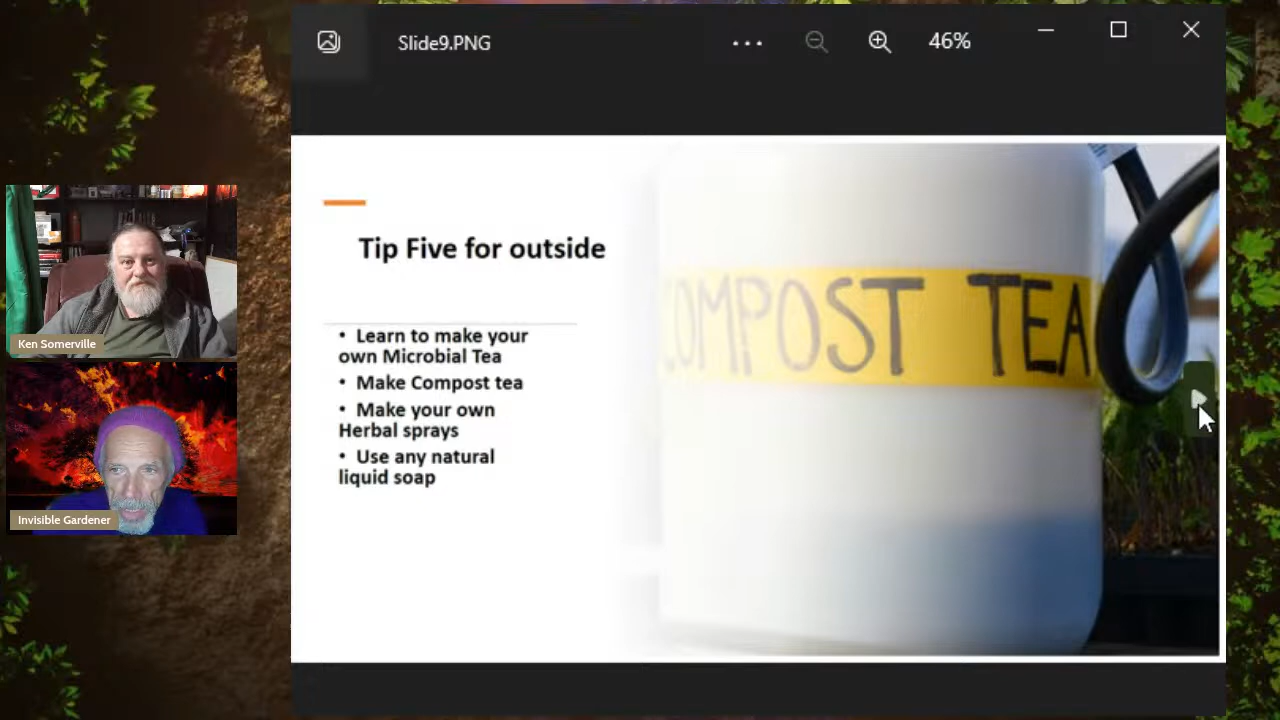 Slide9.PNG
46%
Tip Five for outside
• Learn to make your
own Microbial Tea
• Make Compost tea
• Make your own
Herbal sprays
• Use any natural
liquid soap
COMPOST TEA
Ken Somerville
Invisible Gardener